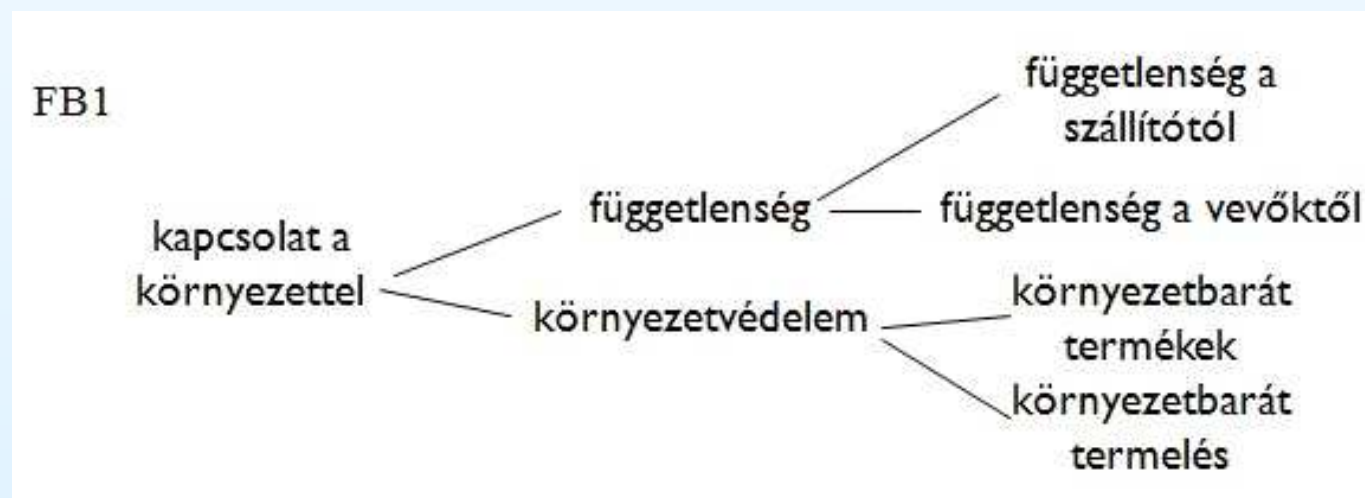 FB1
kapcsolat a
környezettel
függetlenség
környezetvédelem
függetlenség a
szállítótól
függetlenség a vevőktől
környezetbarát
termékek
környezetbarát
termelés